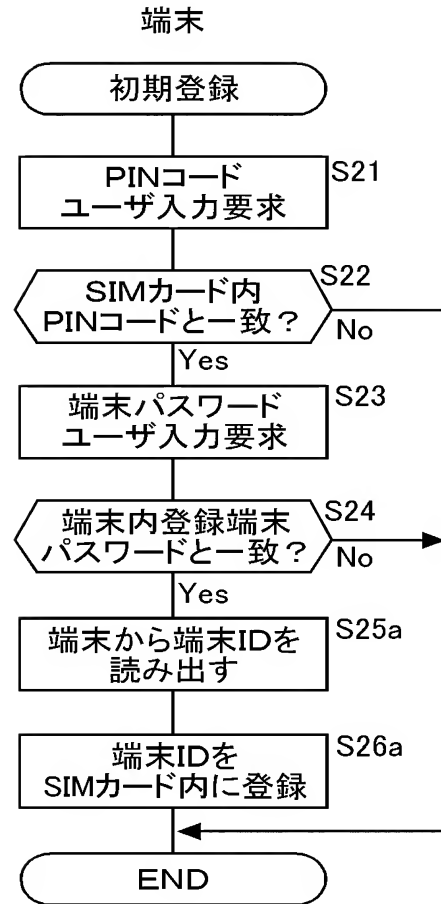 端末
初期登録
PINコード
ユーザ入力要求
S21
SIMカード内
PINコードと一致?
S22
No
Yes
端末パスワード
ユーザ入力要求
S23
端末内登録端末
パスワードと一致?
S24
No
Yes
端末から端末IDを
読み出す
S25a
端末IDを
SIMカード内に登録
S26a
END